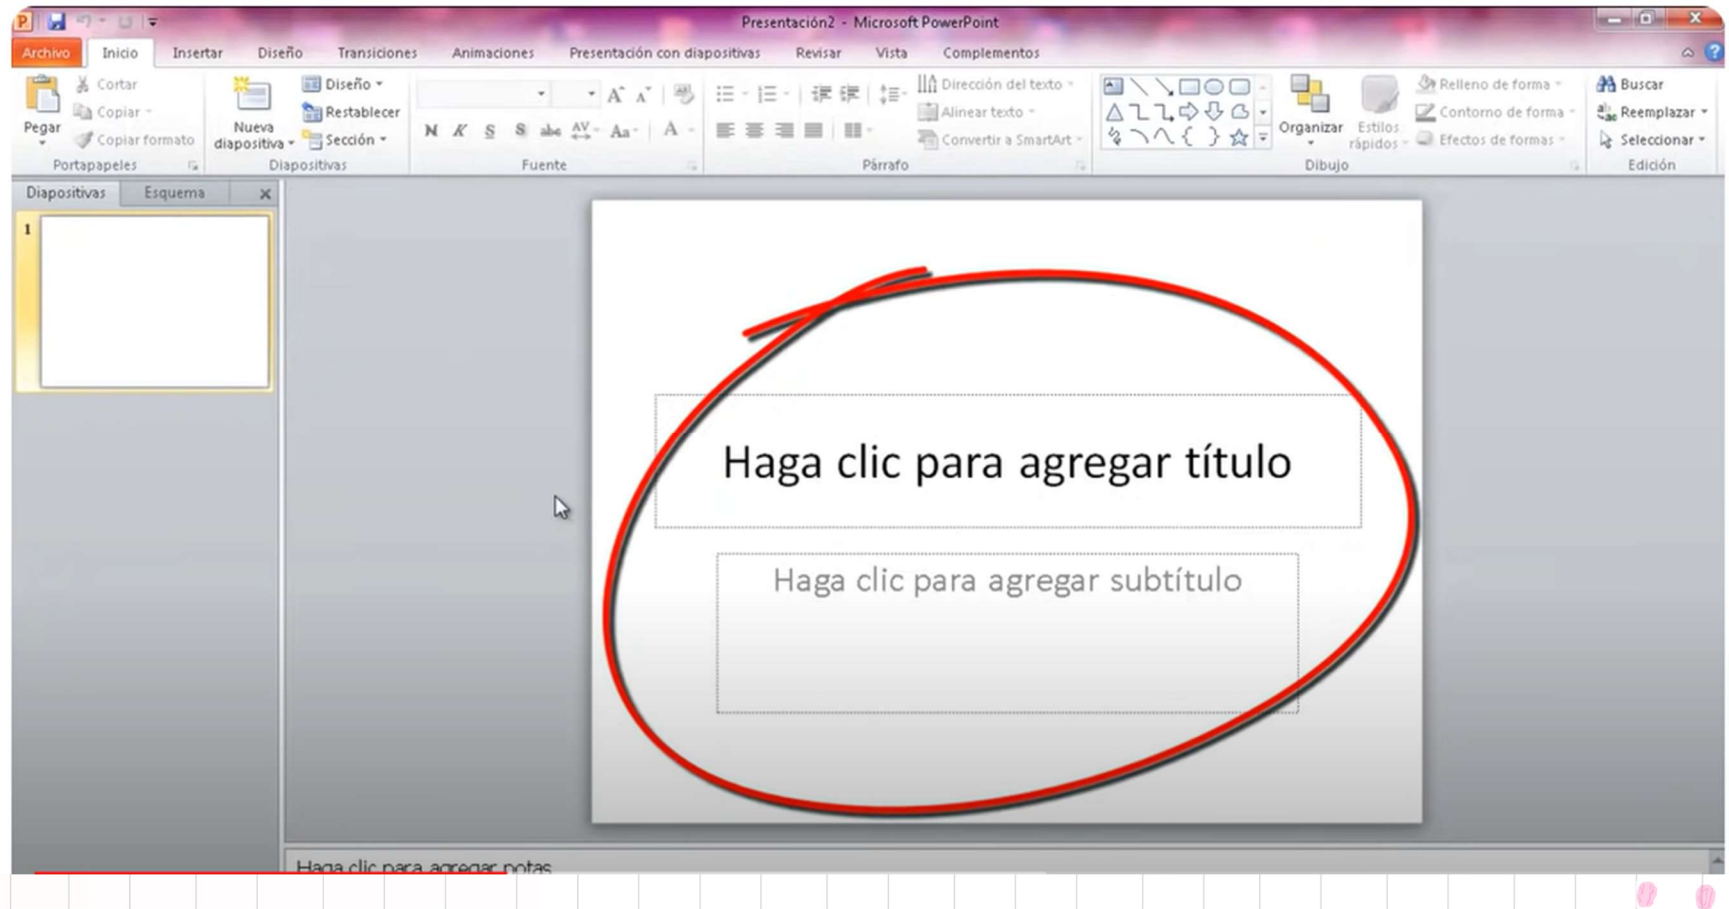 Presentación2 - Microsoft PowerPoint
Archivo Inicio Insertar Diseño Transiciones Animaciones Presentación con diapositivas Revisar Vista Complementos
Pegar
Cortar
Copiar
Copiar formato
Portapapeles
Nueva diapositiva
Diseño
Restablecer
Sección
Diapositivas
N K S S abc AV Aa A
Fuente
Dirección del texto
Alinear texto
Convertir a SmartArt
Párrafo
Organizar
Estilos rápidos
Relleno de forma
Contorno de forma
Efectos de formas
Dibujo
Buscar
Reemplazar
Seleccionar
Edición
Diapositivas Esquema
1
Haga clic para agregar título
Haga clic para agregar subtítulo
Haga clic para agregar notas